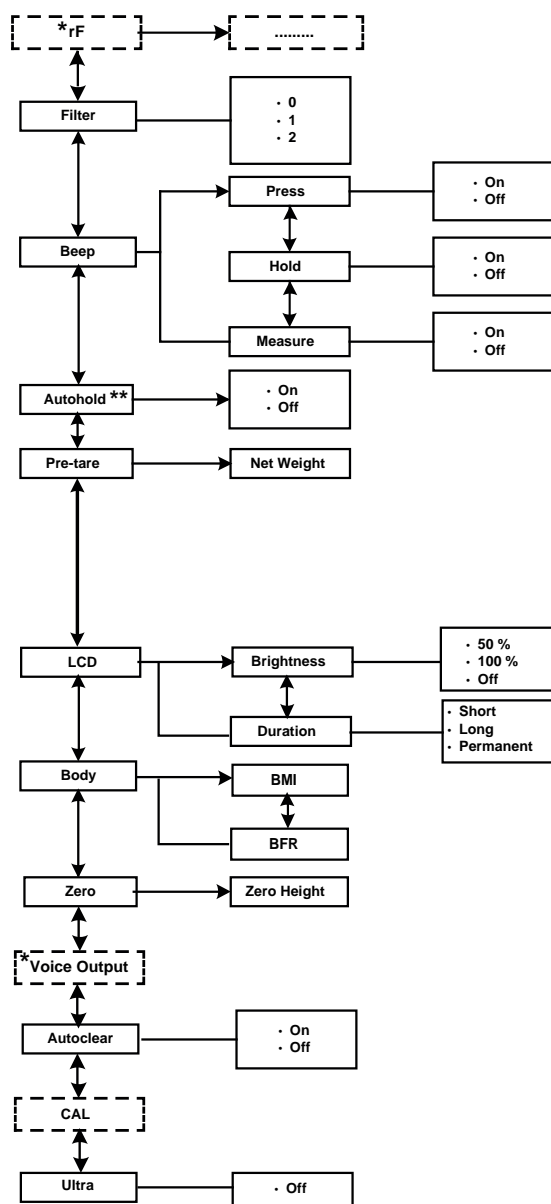 *rF
.........
Filter
· 0
· 1
· 2
Beep
Press
· On
· Off
Hold
· On
· Off
Measure
· On
· Off
Autohold **
· On
· Off
Pre-tare
Net Weight
LCD
Brightness
· 50 %
· 100 %
· Off
Duration
· Short
· Long
· Permanent
Body
BMI
BFR
Zero
Zero Height
*Voice Output
Autoclear
· On
· Off
CAL
Ultra
· Off